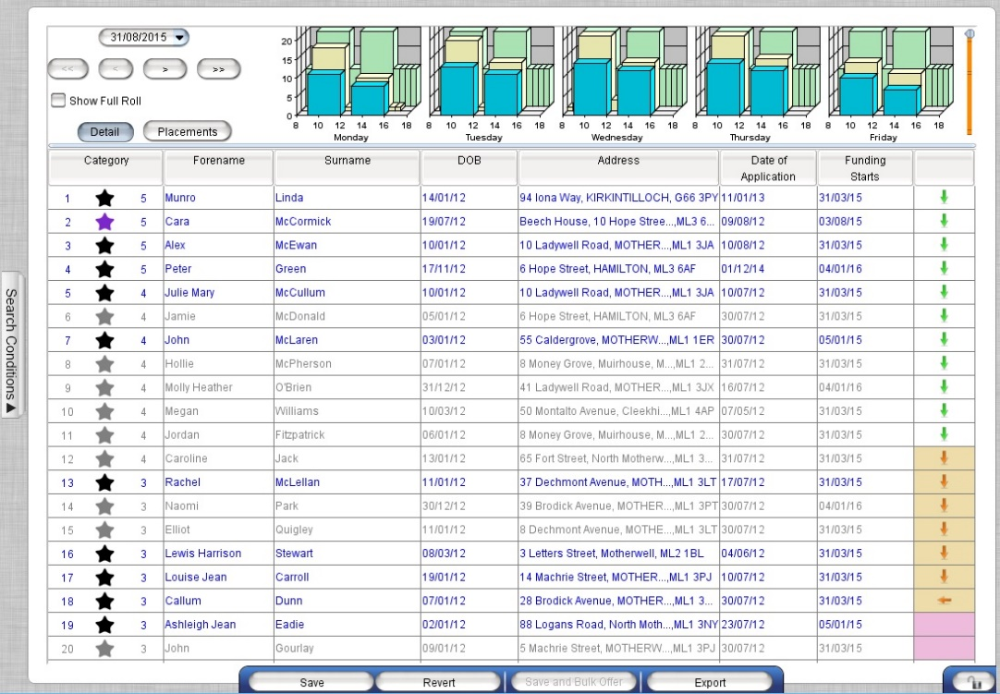 31/08/2015
<< < > >>
Show Full Roll
Detail Placements
20
15
10
5
0
8 10 12 14 16 18 8 10 12 14 16 18 8 10 12 14 16 18 8 10 12 14 16 18 8 10 12 14 16 18
Monday Tuesday Wednesday Thursday Friday
Category Forename Surname DOB Address Date of Application Funding Starts
1 5 Munro Linda 14/01/12 94 Iona Way, KIRKINTILLOCH, G66 3PY 11/01/13 31/03/15
2 5 Cara McCormick 19/07/12 Beech House, 10 Hope Stree...,ML3 6... 09/08/12 03/08/15
3 5 Alex McEwan 10/01/12 10 Ladywell Road, MOTHER...,ML1 3JA 10/08/12 31/03/15
4 5 Peter Green 17/11/12 6 Hope Street, HAMILTON, ML3 6AF 01/12/14 04/01/16
5 4 Julie Mary McCullum 10/01/12 10 Ladywell Road, MOTHER...,ML1 3JA 10/07/12 31/03/15
6 4 Jamie McDonald 05/01/12 6 Hope Street, HAMILTON, ML3 6AF 30/07/12 31/03/15
7 4 John McLaren 03/01/12 55 Caldergrove, MOTHERW...,ML1 1ER 30/07/12 05/01/15
8 4 Hollie McPherson 07/01/12 8 Money Grove, Muirhouse, M...,ML1 2... 31/07/12 31/03/15
9 4 Molly Heather O'Brien 31/12/12 41 Ladywell Road, MOTHER...,ML1 3JX 16/07/12 04/01/16
10 4 Megan Williams 10/03/12 50 Montalto Avenue, Cleekhi...,ML1 4AP 07/05/12 31/03/15
11 4 Jordan Fitzpatrick 06/01/12 8 Money Grove, Muirhouse, M...,ML1 2... 30/07/12 31/03/15
12 4 Caroline Jack 13/01/12 65 Fort Street, North Motherw...,ML1 3... 31/07/12 31/03/15
13 3 Rachel McLellan 11/01/12 37 Dechmont Avenue, MOTH...,ML1 3LT 17/07/12 31/03/15
14 3 Naomi Park 30/12/12 39 Brodick Avenue, MOTHER...,ML1 3PT 30/07/12 04/01/16
15 3 Elliot Quigley 11/01/12 8 Dechmont Avenue, MOTHE...,ML1 3LT 30/07/12 31/03/15
16 3 Lewis Harrison Stewart 08/03/12 3 Letters Street, Motherwell, ML2 1BL 04/06/12 31/03/15
17 3 Louise Jean Carroll 19/01/12 14 Machrie Street, MOTHER...,ML1 3PJ 10/07/12 31/03/15
18 3 Callum Dunn 07/01/12 28 Brodick Avenue, MOTHER...,ML1 3... 30/07/12 31/03/15
19 3 Ashleigh Jean Eadie 02/01/12 88 Logans Road, North Moth...,ML1 3NY 23/07/12 05/01/15
20 3 John Gourlay 09/01/12 5 Machrie Street, MOTHERW...,ML1 3PJ 30/07/12 31/03/15
Search Conditions ▲
Save Revert Save and Bulk Offer Export